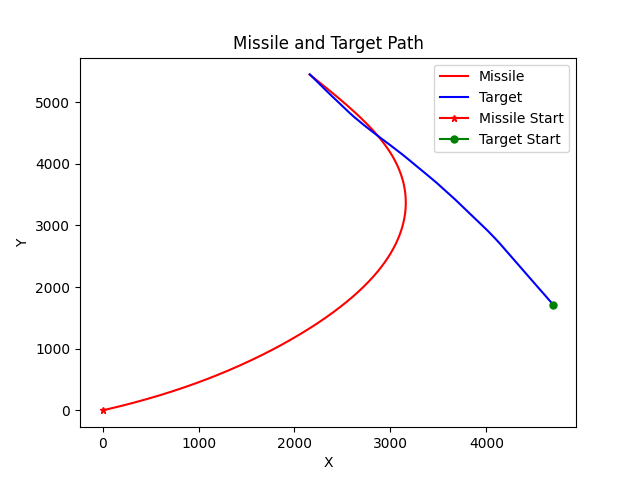 Missile and Target Path
Missile
Target
Missile Start
Target Start
5000
4000
3000
2000
1000
0
Y
0 1000 2000 3000 4000
X